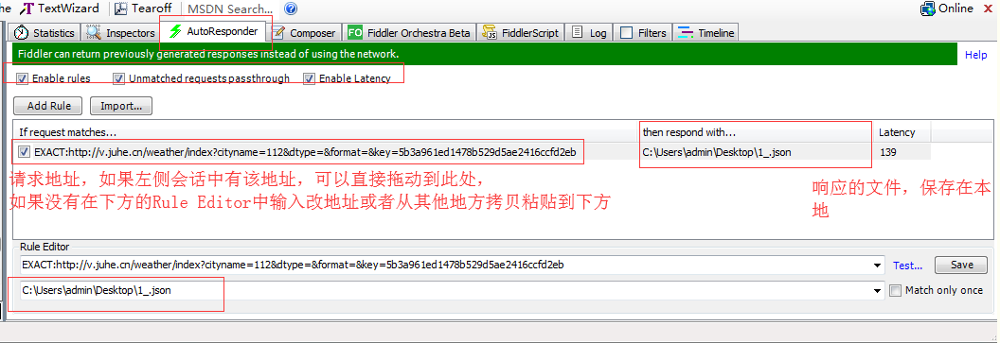 he TextWizard Tearoff MSDN Search... Online
Statistics Inspectors AutoResponder Composer FO Fiddler Orchestra Beta FiddlerScript Log Filters Timeline
Fiddler can return previously generated responses instead of using the network. Help
Enable rules Unmatched requests passthrough Enable Latency
Add Rule Import...
If request matches... then respond with... Latency
EXACT:http://v.juhe.cn/weather/index?cityname=112&dtype=&format=&key=5b3a961ed1478b529d5ae2416ccfd2eb C:\Users\admin\Desktop\1_.json 139
请求地址，如果左侧会话中有该地址，可以直接拖动到此处，
如果没有在下方的Rule Editor中输入改地址或者从其他地方拷贝粘贴到下方
响应的文件，保存在本
地
Rule Editor
EXACT:http://v.juhe.cn/weather/index?cityname=112&dtype=&format=&key=5b3a961ed1478b529d5ae2416ccfd2eb Test... Save
C:\Users\admin\Desktop\1_.json Match only once